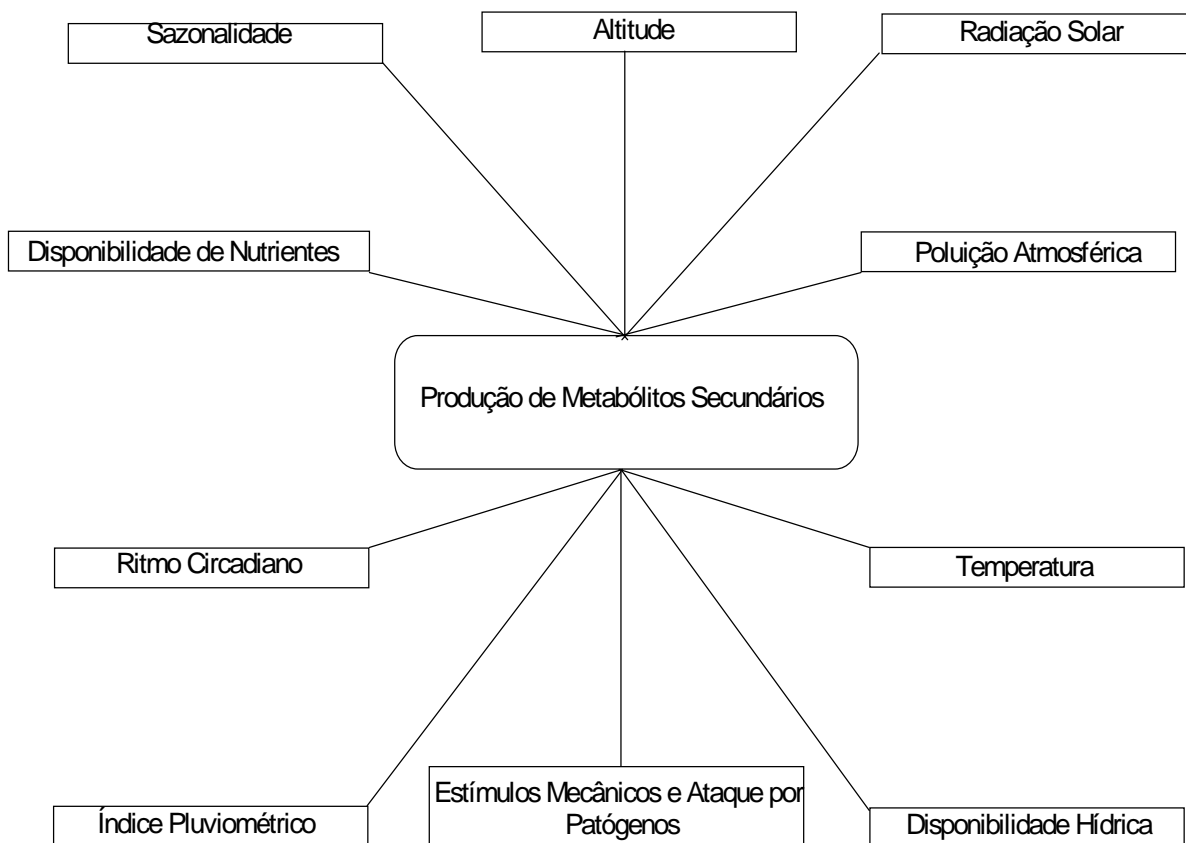 Sazonalidade
Altitude
Radiação Solar
Disponibilidade de Nutrientes
Poluição Atmosférica
Produção de Metabólitos Secundários
Ritmo Circadiano
Temperatura
Índice Pluviométrico
Estímulos Mecânicos e Ataque por
Patógenos
Disponibilidade Hídrica